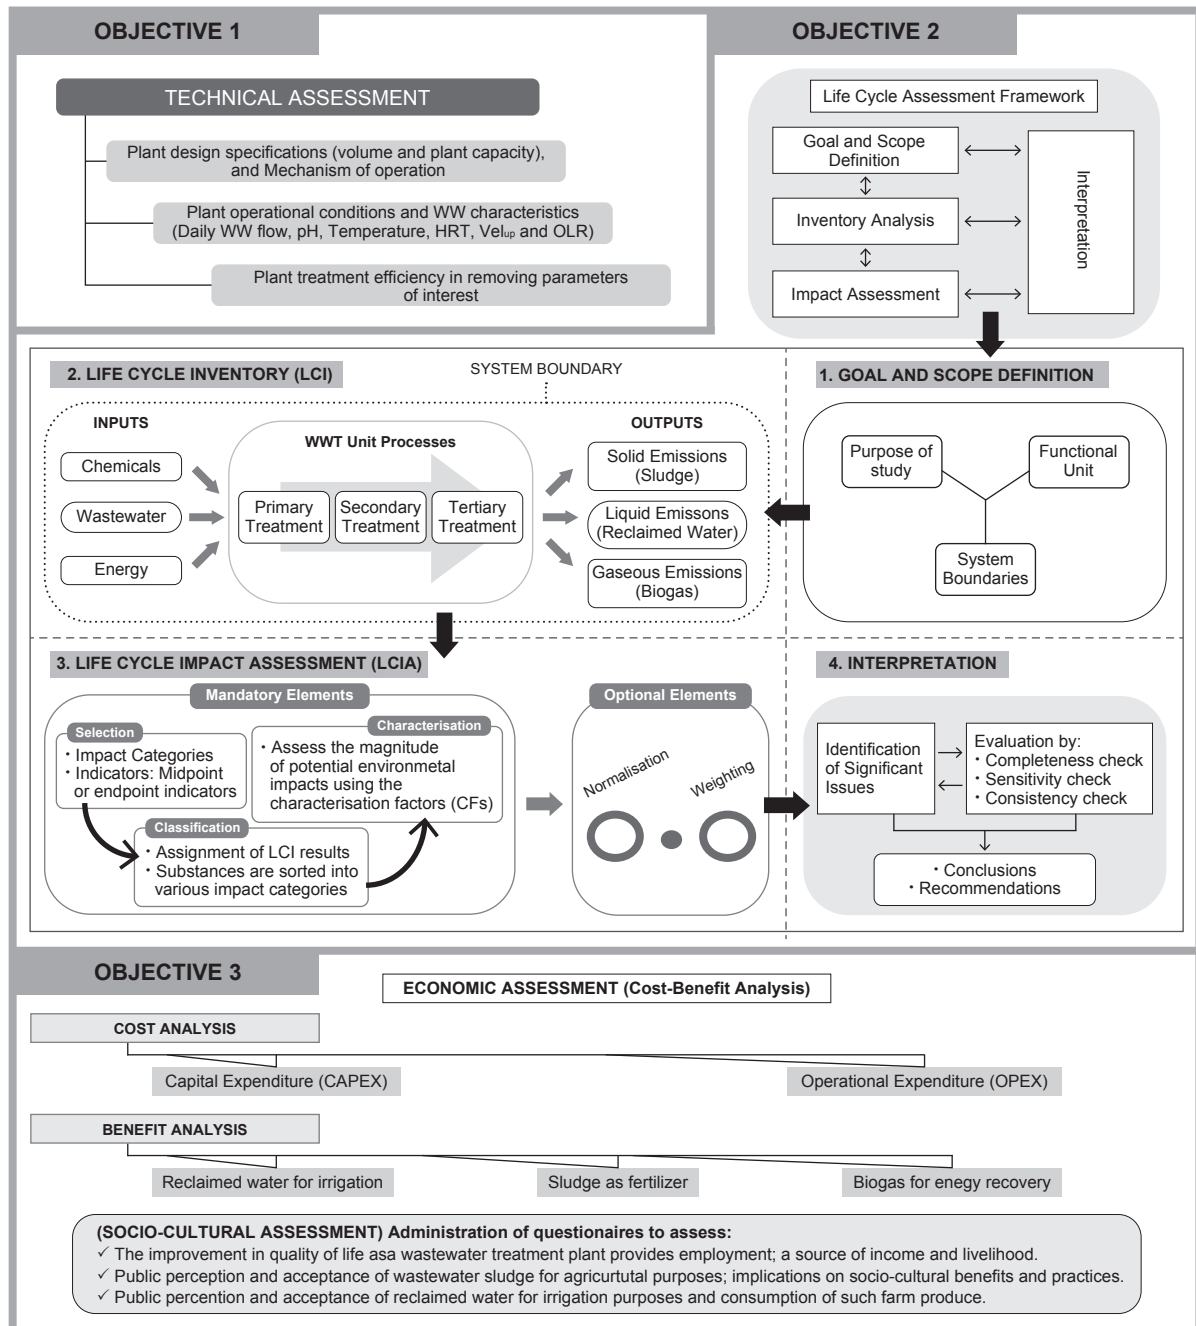 OBJECTIVE 1
TECHNICAL ASSESSMENT
Plant design specifications (volume and plant capacity),
and Mechanism of operation
Plant operational conditions and WW characteristics
(Daily WW flow, pH, Temperature, HRT, Velup and OLR)
Plant treatment efficiency in removing parameters
of interest
OBJECTIVE 2
Life Cycle Assessment Framework
Goal and Scope
Definition
Inventory Analysis
Impact Assessment
Interpretation
1. GOAL AND SCOPE DEFINITION
Purpose of
study
Functional
Unit
System
Boundaries
2. LIFE CYCLE INVENTORY (LCI)
SYSTEM BOUNDARY
INPUTS
Chemicals
Wastewater
Energy
WWT Unit Processes
Primary
Treatment
Secondary
Treatment
Tertiary
Treatment
OUTPUTS
Solid Emissions
(Sludge)
Liquid Emissons
(Reclaimed Water)
Gaseous Emissions
(Biogas)
3. LIFE CYCLE IMPACT ASSESSMENT (LCIA)
Mandatory Elements
Selection
· Impact Categories
· Indicators: Midpoint
or endpoint indicators
Classification
· Assignment of LCI results
· Substances are sorted into
various impact categories
Characterisation
· Assess the magnitude
of potential environmetal
impacts using the
characterisation factors (CFs)
Optional Elements
Normalisation
Weighting
4. INTERPRETATION
Identification
of Significant
Issues
Evaluation by:
· Completeness check
· Sensitivity check
· Consistency check
· Conclusions
· Recommendations
OBJECTIVE 3
ECONOMIC ASSESSMENT (Cost-Benefit Analysis)
COST ANALYSIS
Capital Expenditure (CAPEX)
Operational Expenditure (OPEX)
BENEFIT ANALYSIS
Reclaimed water for irrigation
Sludge as fertilizer
Biogas for enegy recovery
(SOCIO-CULTURAL ASSESSMENT) Administration of questionaires to assess:
✓ The improvement in quality of life asa wastewater treatment plant provides employment; a source of income and livelihood.
✓ Public perception and acceptance of wastewater sludge for agricurtutal purposes; implications on socio-cultural benefits and practices.
✓ Public percention and acceptance of reclaimed water for irrigation purposes and consumption of such farm produce.